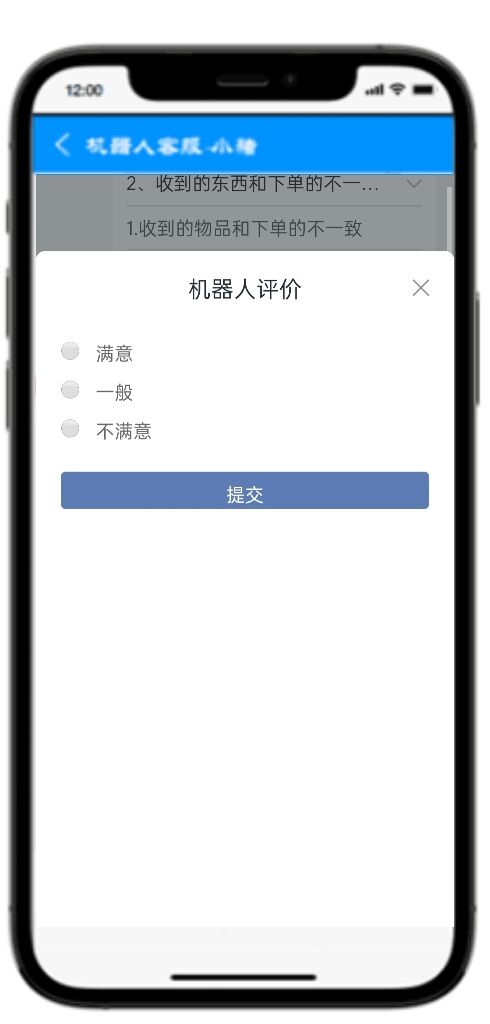 12:00
机器人客服-小猪
2、收到的东西和下单的不一...
1.收到的物品和下单的不一致
机器人评价
满意
一般
不满意
提交